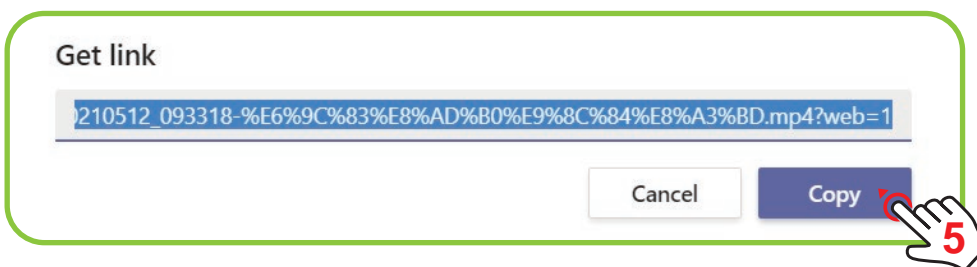 Get link
0210512_093318-%E6%9C%83%E8%AD%B0%E9%8C%84%E8%A3%BD.mp4?web=1
Cancel Copy
5